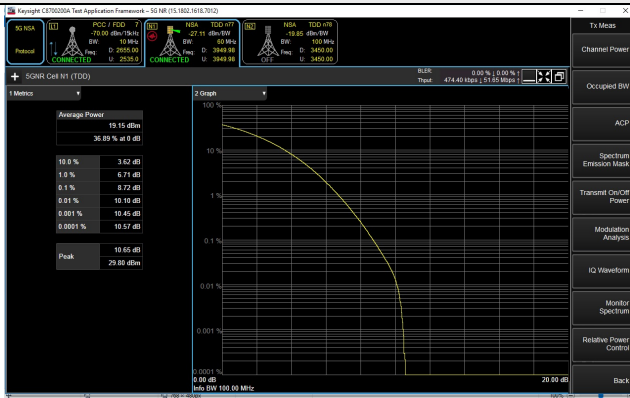 Keysight C8700200A Test Application Framework – 5G NR (15.1802.1618.7012)
5G NSA
Protocol
L1 PCC / FDD 7
-70.00 dBm/15kHz
BW: 10 MHz
Freq: D: 2655.00
CONNECTED U: 2535.0
N1 NSA TDD n77
-27.11 dBm/BW
BW: 60 MHz
Freq: D: 3949.98
CONNECTED U: 3949.98
N2 NSA TDD n78
-19.85 dBm/BW
BW: 100 MHz
Freq: D: 3450.00
OFF U: 3450.00
5GNR Cell N1 (TDD)
BLER: 0.00 % ↓ 0.00 % ↑
Thput: 474.40 kbps ↓ 51.65 Mbps ↑
1 Metrics
Average Power
19.15 dBm
36.89 % at 0 dB
10.0 % 3.62 dB
1.0 % 6.71 dB
0.1 % 8.72 dB
0.01 % 10.10 dB
0.001 % 10.45 dB
0.0001 % 10.57 dB
Peak 10.65 dB
29.80 dBm
2 Graph
100 %
10 %
1 %
0.1 %
0.01 %
0.001 %
0.0001 %
0.00 dB 20.00 dB
Info BW 100.00 MHz
Tx Meas
Channel Power
Occupied BW
ACP
Spectrum
Emission Mask
Transmit On/Off
Power
Modulation
Analysis
IQ Waveform
Monitor
Spectrum
Relative Power
Control
Back